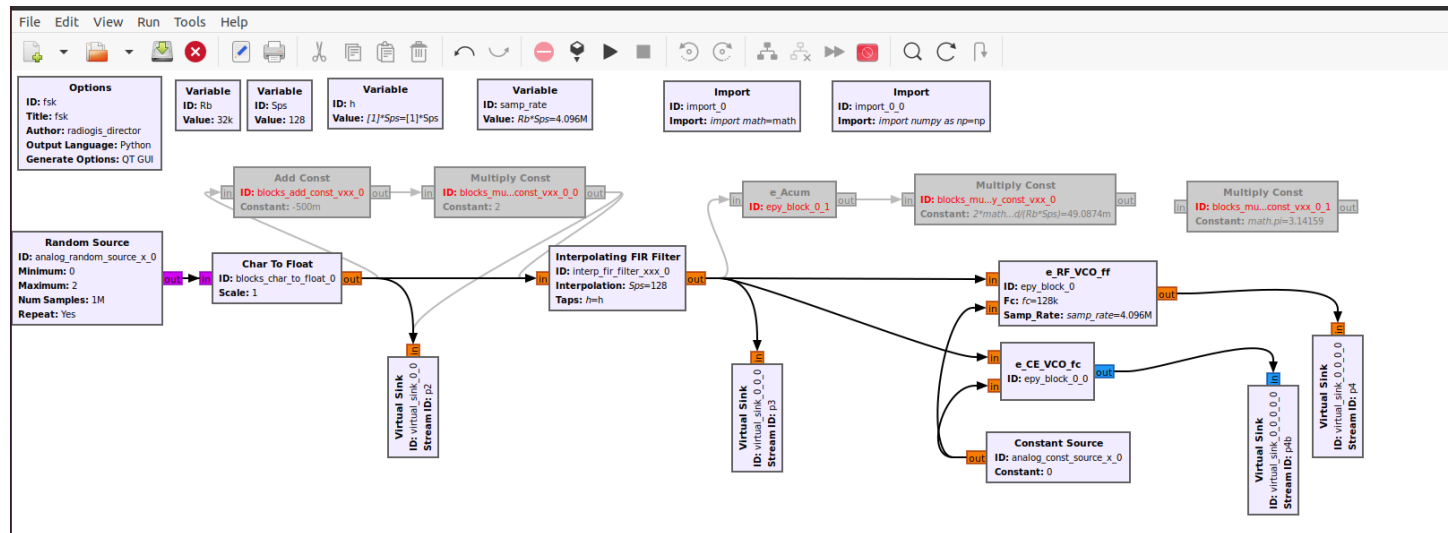 File Edit View Run Tools Help
Options
ID: fsk
Title: fsk
Author: radiogis_director
Output Language: Python
Generate Options: QT GUI
Variable
ID: Rb
Value: 32k
Variable
ID: Sps
Value: 128
Variable
ID: h
Value: [1]*Sps=[1]*Sps
Variable
ID: samp_rate
Value: Rb*Sps=4.096M
Import
ID: import_0
Import: import math=math
Import
ID: import_0_0
Import: import numpy as np=np
in
Add Const
ID: blocks_add_const_vxx_0
Constant: -500m
out
in
Multiply Const
ID: blocks_mu...const_vxx_0_0
Constant: 2
out
in
e_Acum
ID: epy_block_0_1
out
in
Multiply Const
ID: blocks_mu...y_const_vxx_0
Constant: 2*math...d/(Rb*Sps)=49.0874m
out
in
Multiply Const
ID: blocks_mu...const_vxx_0_1
Constant: math.pi=3.14159
out
Random Source
ID: analog_random_source_x_0
Minimum: 0
Maximum: 2
Num Samples: 1M
Repeat: Yes
out
in
Char To Float
ID: blocks_char_to_float_0
Scale: 1
out
in
Interpolating FIR Filter
ID: interp_fir_filter_xxx_0
Interpolation: Sps=128
Taps: h=h
out
in
in
e_RF_VCO_ff
ID: epy_block_0
Fc: fc=128k
Samp_Rate: samp_rate=4.096M
out
in
in
e_CE_VCO_fc
ID: epy_block_0_0
out
out
Constant Source
ID: analog_const_source_x_0
Constant: 0
in
Virtual Sink
ID: virtual_sink_0_0
Stream ID: p2
in
Virtual Sink
ID: virtual_sink_0_0_0
Stream ID: p3
in
Virtual Sink
ID: virtual_sink_0_0_0_0_0
Stream ID: p4b
in
Virtual Sink
ID: virtual_sink_0_0_0_0
Stream ID: p4